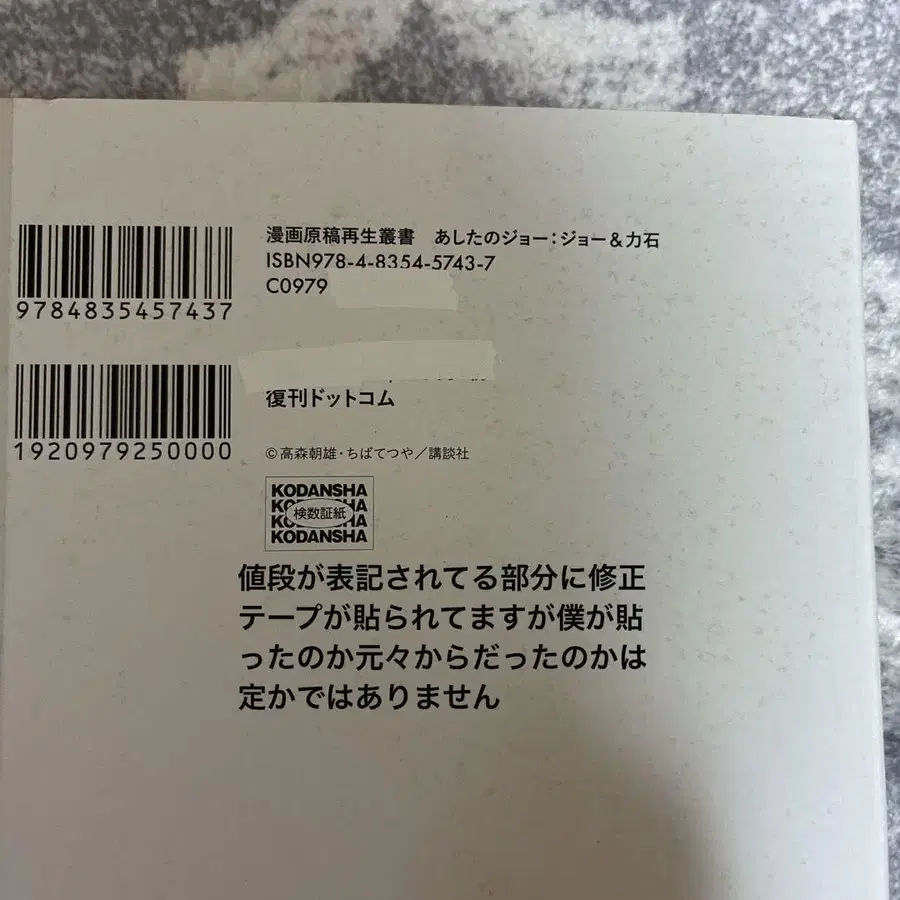 漫画原稿再生叢書 あしたのジョー：ジョー＆力石
ISBN978-4-8354-5743-7
C0979
9784835457437
復刊ドットコム
1920979250000
©高森朝雄・ちばてつや／講談社
KODANSHA
検数証紙
KODANSHA
値段が表記されてる部分に修正
テープが貼られてますが僕が貼
ったのか元々からだったのかは
定かではありません